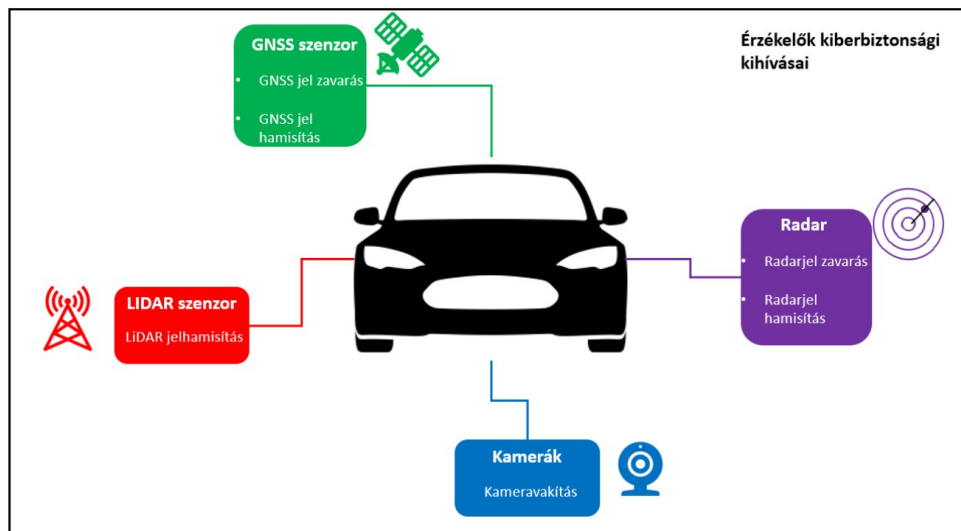 Érzékelők kiberbiztonsági
kihívásai
GNSS szenzor
• GNSS jel zavarás
• GNSS jel
hamisítás
Radar
• Radarjel zavarás
• Radarjel
hamisítás
LIDAR szenzor
LiDAR jelhamisítás
Kamerák
Kameravakítás